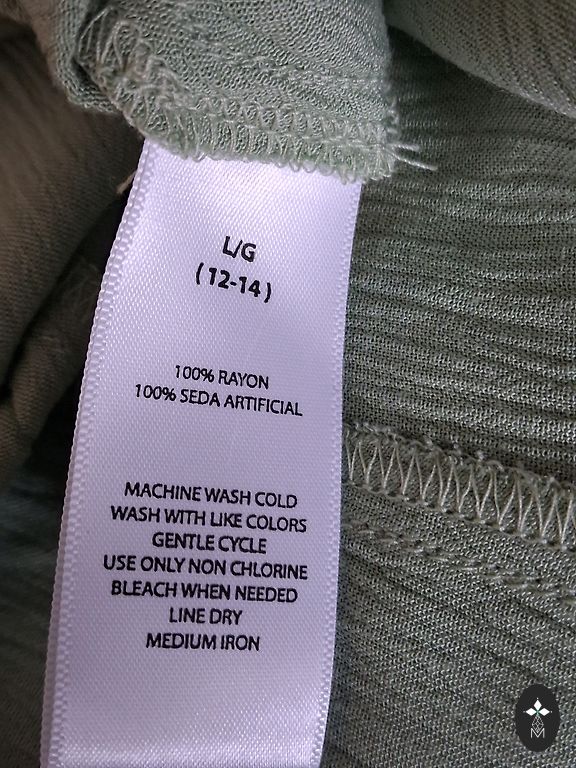 L/G
(12-14)
100% RAYON
100% SEDA ARTIFICIAL
MACHINE WASH COLD
WASH WITH LIKE COLORS
GENTLE CYCLE
USE ONLY NON CHLORINE
BLEACH WHEN NEEDED
LINE DRY
MEDIUM IRON
M